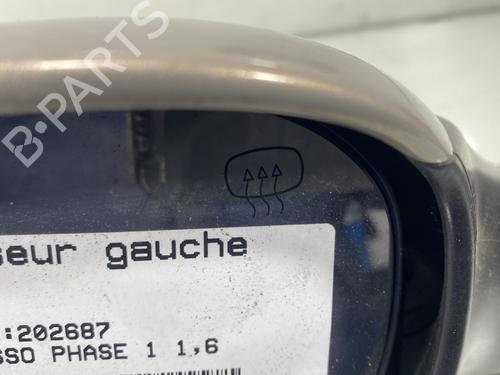 B-PARTS
seur gauche
:202687
SSO PHASE 1 1,6